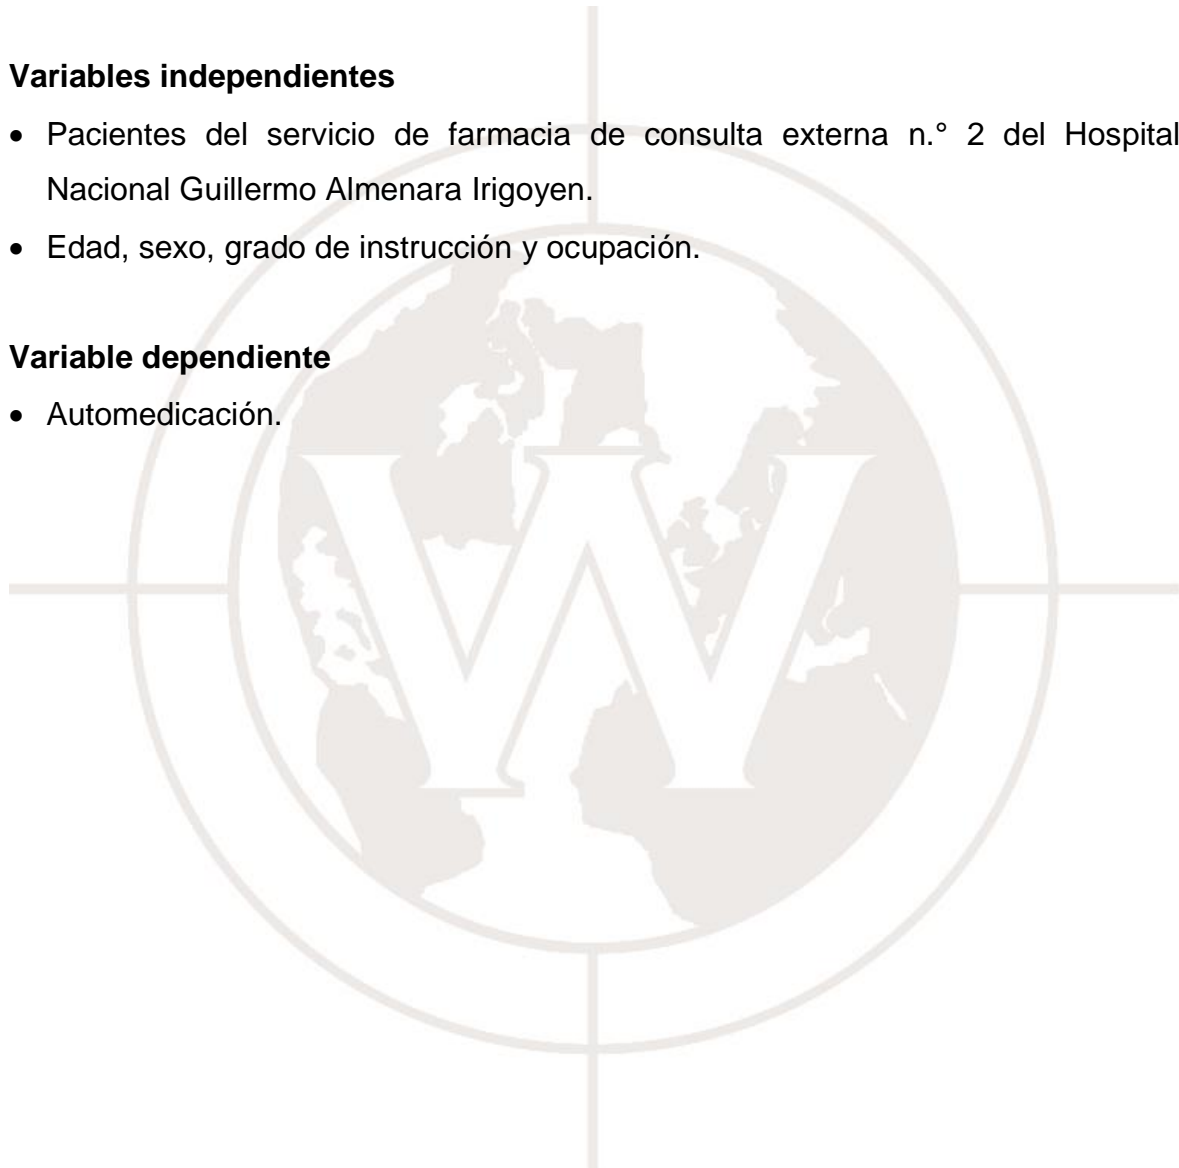 Variables independientes
• Pacientes del servicio de farmacia de consulta externa n.° 2 del Hospital
Nacional Guillermo Almenara Irigoyen.
• Edad, sexo, grado de instrucción y ocupación.
Variable dependiente
• Automedicación.
W